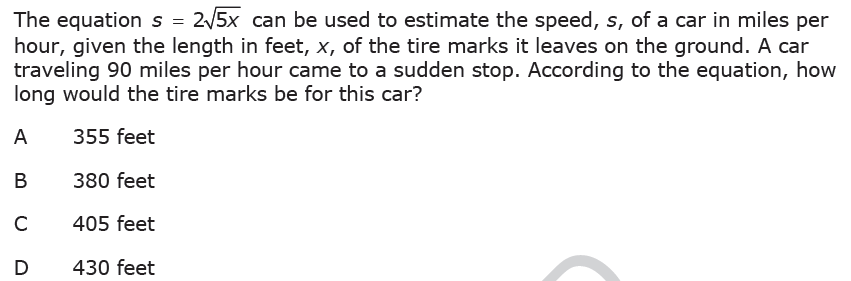 The equation s = 2√5x can be used to estimate the speed, s, of a car in miles per
hour, given the length in feet, x, of the tire marks it leaves on the ground. A car
traveling 90 miles per hour came to a sudden stop. According to the equation, how
long would the tire marks be for this car?
A 355 feet
B 380 feet
C 405 feet
D 430 feet